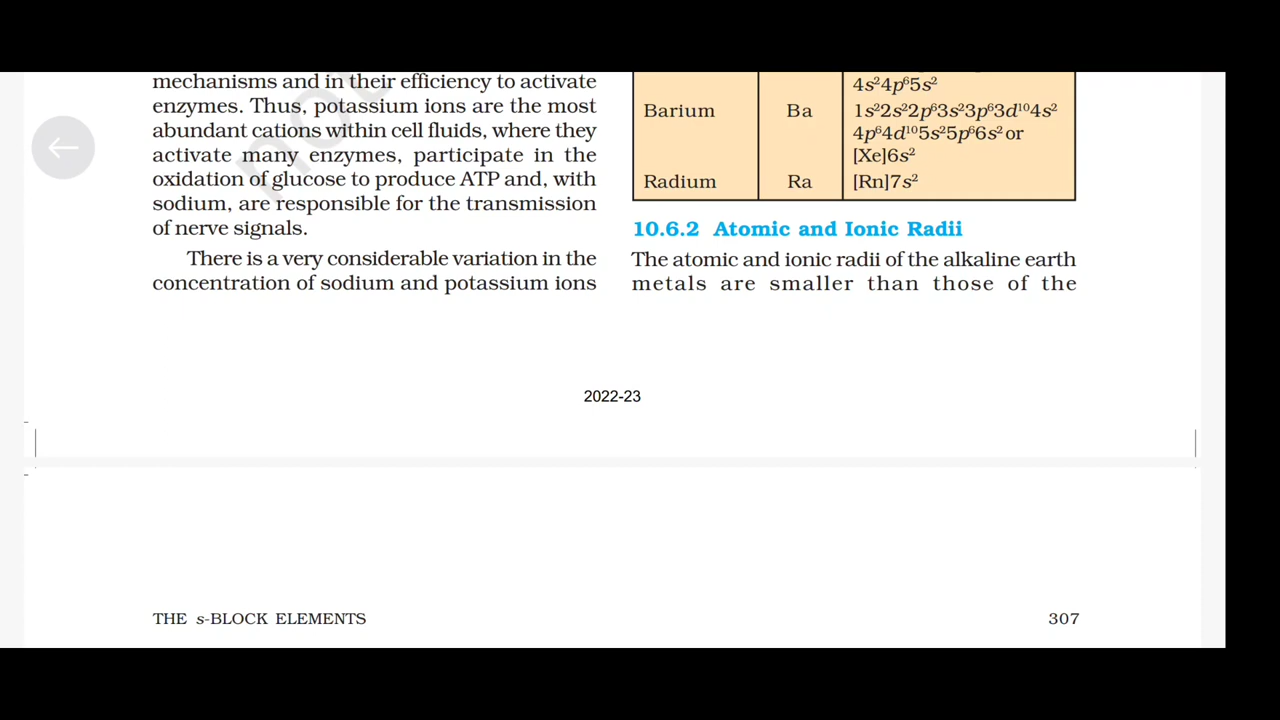 mechanisms and in their efficiency to activate
enzymes. Thus, potassium ions are the most
abundant cations within cell fluids, where they
activate many enzymes, participate in the
oxidation of glucose to produce ATP and, with
sodium, are responsible for the transmission
of nerve signals.
There is a very considerable variation in the
concentration of sodium and potassium ions
4s²4p⁶5s²
Barium Ba 1s²2s²2p⁶3s²3p⁶3d¹⁰4s²
4p⁶4d¹⁰5s²5p⁶6s² or
[Xe]6s²
Radium Ra [Rn]7s²
10.6.2 Atomic and Ionic Radii
The atomic and ionic radii of the alkaline earth
metals are smaller than those of the
2022-23
THE s-BLOCK ELEMENTS 307